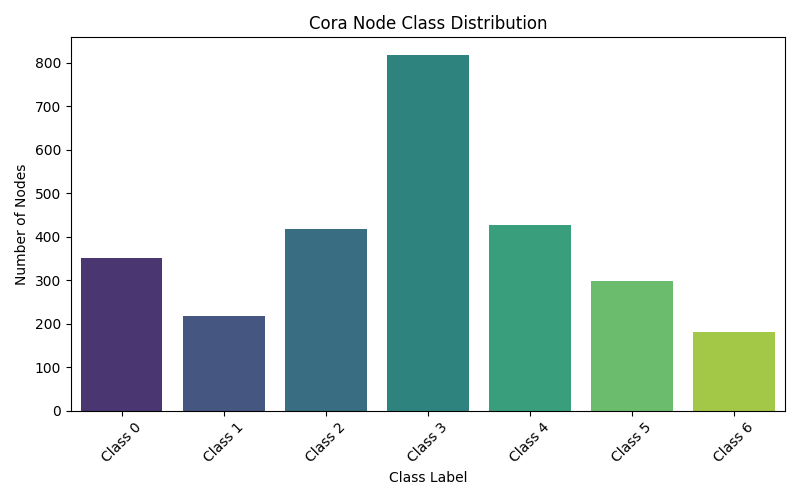 Cora Node Class Distribution
Number of Nodes
800
700
600
500
400
300
200
100
0
Class 0
Class 1
Class 2
Class 3
Class 4
Class 5
Class 6
Class Label